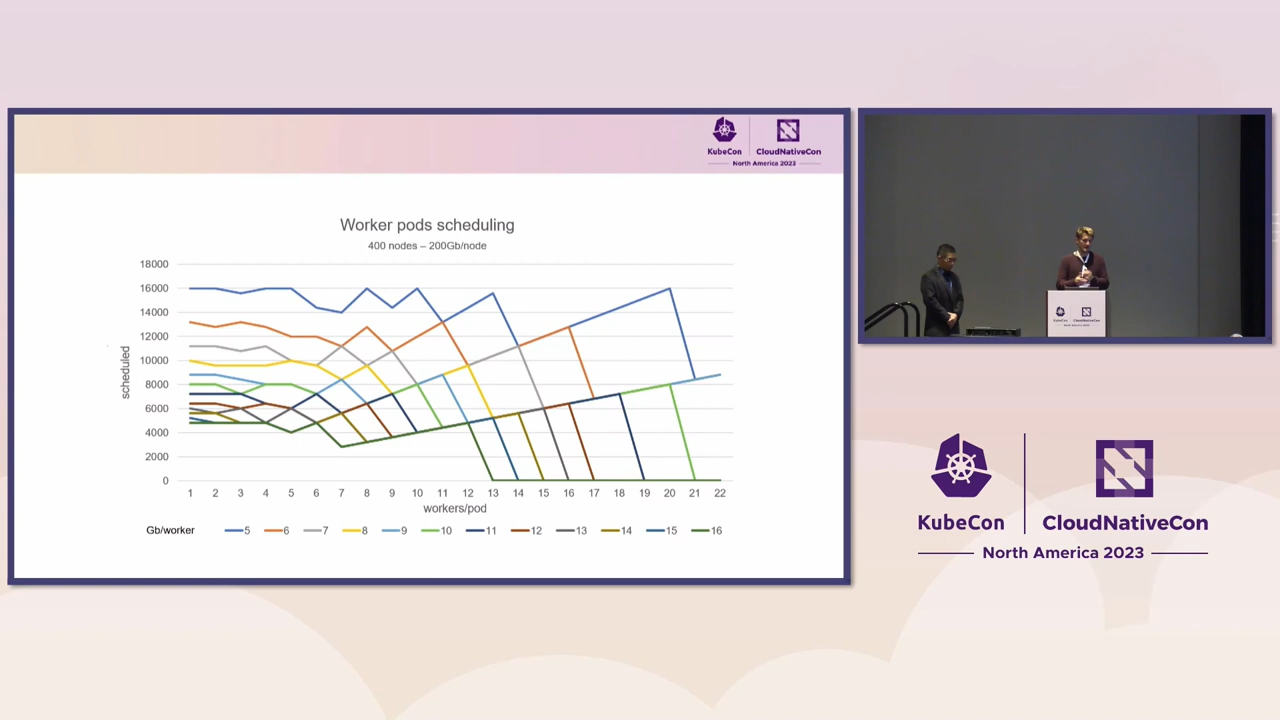 KubeCon
CloudNativeCon
North America 2023
Worker pods scheduling
400 nodes – 200Gb/node
18000
16000
14000
12000
10000
8000
6000
4000
2000
0
scheduled
1 2 3 4 5 6 7 8 9 10 11 12 13 14 15 16 17 18 19 20 21 22
workers/pod
Gb/worker 5 6 7 8 9 10 11 12 13 14 15 16
KubeCon CloudNativeCon
KubeCon CloudNativeCon
North America 2023